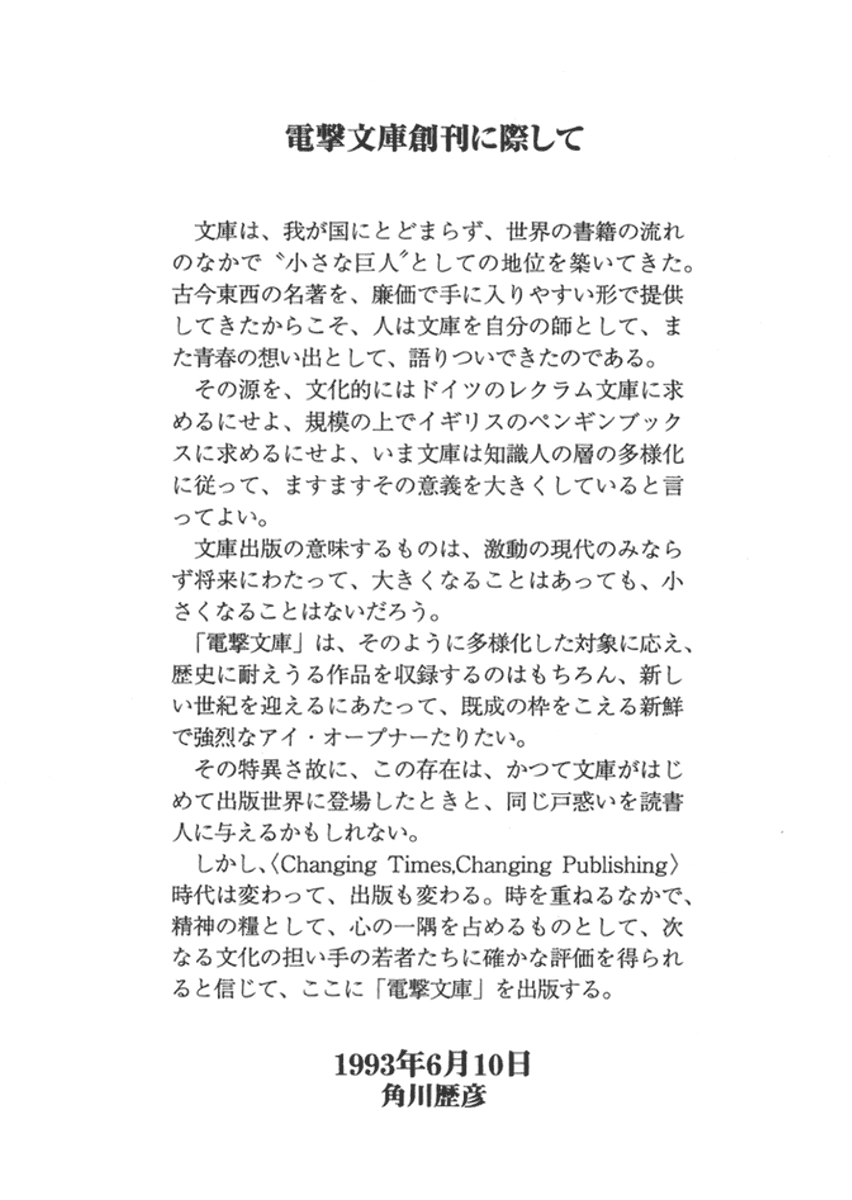 電撃文庫創刊に際して
文庫は、我が国にとどまらず、世界の書籍の流れ
のなかで〝小さな巨人〟としての地位を築いてきた。
古今東西の名著を、廉価で手に入りやすい形で提供
してきたからこそ、人は文庫を自分の師として、ま
た青春の想い出として、語りついできたのである。
その源を、文化的にはドイツのレクラム文庫に求
めるにせよ、規模の上でイギリスのペンギンブック
スに求めるにせよ、いま文庫は知識人の層の多様化
に従って、ますますその意義を大きくしていると言
ってよい。
文庫出版の意味するものは、激動の現代のみなら
ず将来にわたって、大きくなることはあっても、小
さくなることはないだろう。
「電撃文庫」は、そのように多様化した対象に応え、
歴史に耐えうる作品を収録するのはもちろん、新し
い世紀を迎えるにあたって、既成の枠をこえる新鮮
で強烈なアイ・オープナーたりたい。
その特異さ故に、この存在は、かつて文庫がはじ
めて出版世界に登場したときと、同じ戸惑いを読書
人に与えるかもしれない。
しかし、〈Changing Times,Changing Publishing〉
時代は変わって、出版も変わる。時を重ねるなかで、
精神の糧として、心の一隅を占めるものとして、次
なる文化の担い手の若者たちに確かな評価を得られ
ると信じて、ここに「電撃文庫」を出版する。
1993年6月10日
角川歴彦